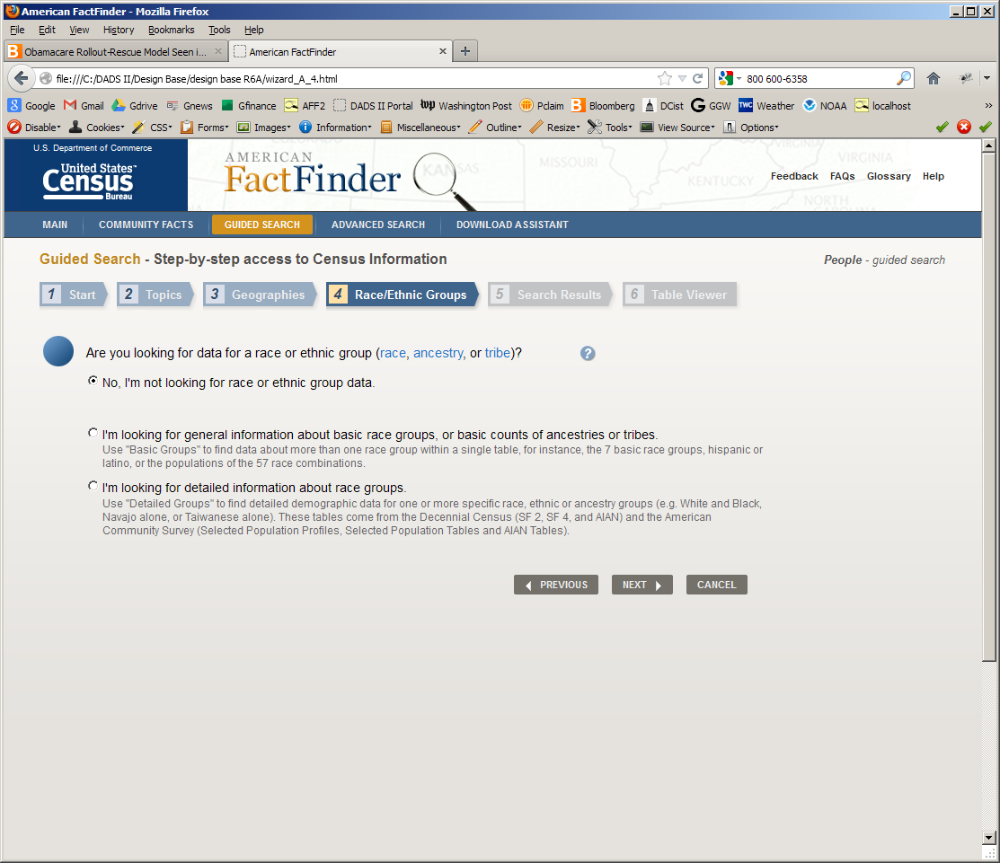 American FactFinder - Mozilla Firefox
File Edit View History Bookmarks Tools Help
Obamacare Rollout-Rescue Model Seen i...
American FactFinder
file:///C:/DADS II/Design Base/design base R6A/wizard_A_4.html
800 600-6358
Google Gmail Gdrive Gnews Gfinance AFF2 DADS II Portal Washington Post Pclaim Bloomberg DCist GGW Weather NOAA localhost
Disable Cookies CSS Forms Images Information Miscellaneous Outline Resize Tools View Source Options
U.S. Department of Commerce
United States™
Census
Bureau
AMERICAN
FactFinder
KANSAS
MISSOURI
KENTUCKY
VIRGINIA
VIRGINIA
NORTH
Feedback FAQs Glossary Help
MAIN COMMUNITY FACTS GUIDED SEARCH ADVANCED SEARCH DOWNLOAD ASSISTANT
Guided Search - Step-by-step access to Census Information
People - guided search
1 Start 2 Topics 3 Geographies 4 Race/Ethnic Groups 5 Search Results 6 Table Viewer
Are you looking for data for a race or ethnic group (race, ancestry, or tribe)? ?
No, I'm not looking for race or ethnic group data.
I'm looking for general information about basic race groups, or basic counts of ancestries or tribes.
Use "Basic Groups" to find data about more than one race group within a single table, for instance, the 7 basic race groups, hispanic or
latino, or the populations of the 57 race combinations.
I'm looking for detailed information about race groups.
Use "Detailed Groups" to find detailed demographic data for one or more specific race, ethnic or ancestry groups (e.g. White and Black,
Navajo alone, or Taiwanese alone). These tables come from the Decennial Census (SF 2, SF 4, and AIAN) and the American
Community Survey (Selected Population Profiles, Selected Population Tables and AIAN Tables).
PREVIOUS NEXT CANCEL